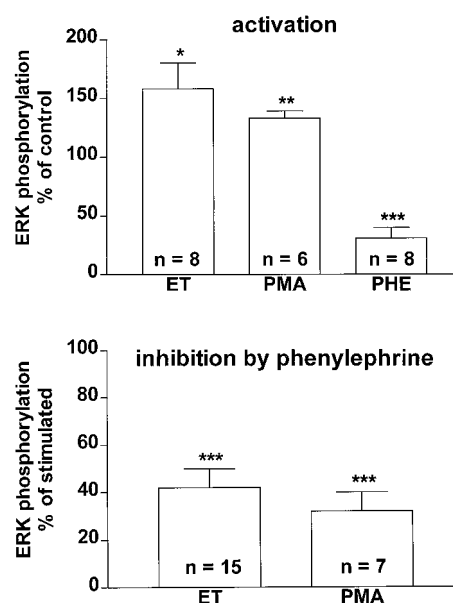 activation
ERK phosphorylation
% of control
200
150
100
50
0
*
**
***
n = 8
n = 6
n = 8
ET
PMA
PHE
inhibition by phenylephrine
ERK phosphorylation
% of stimulated
100
80
60
40
20
0
***
***
n = 15
n = 7
ET
PMA